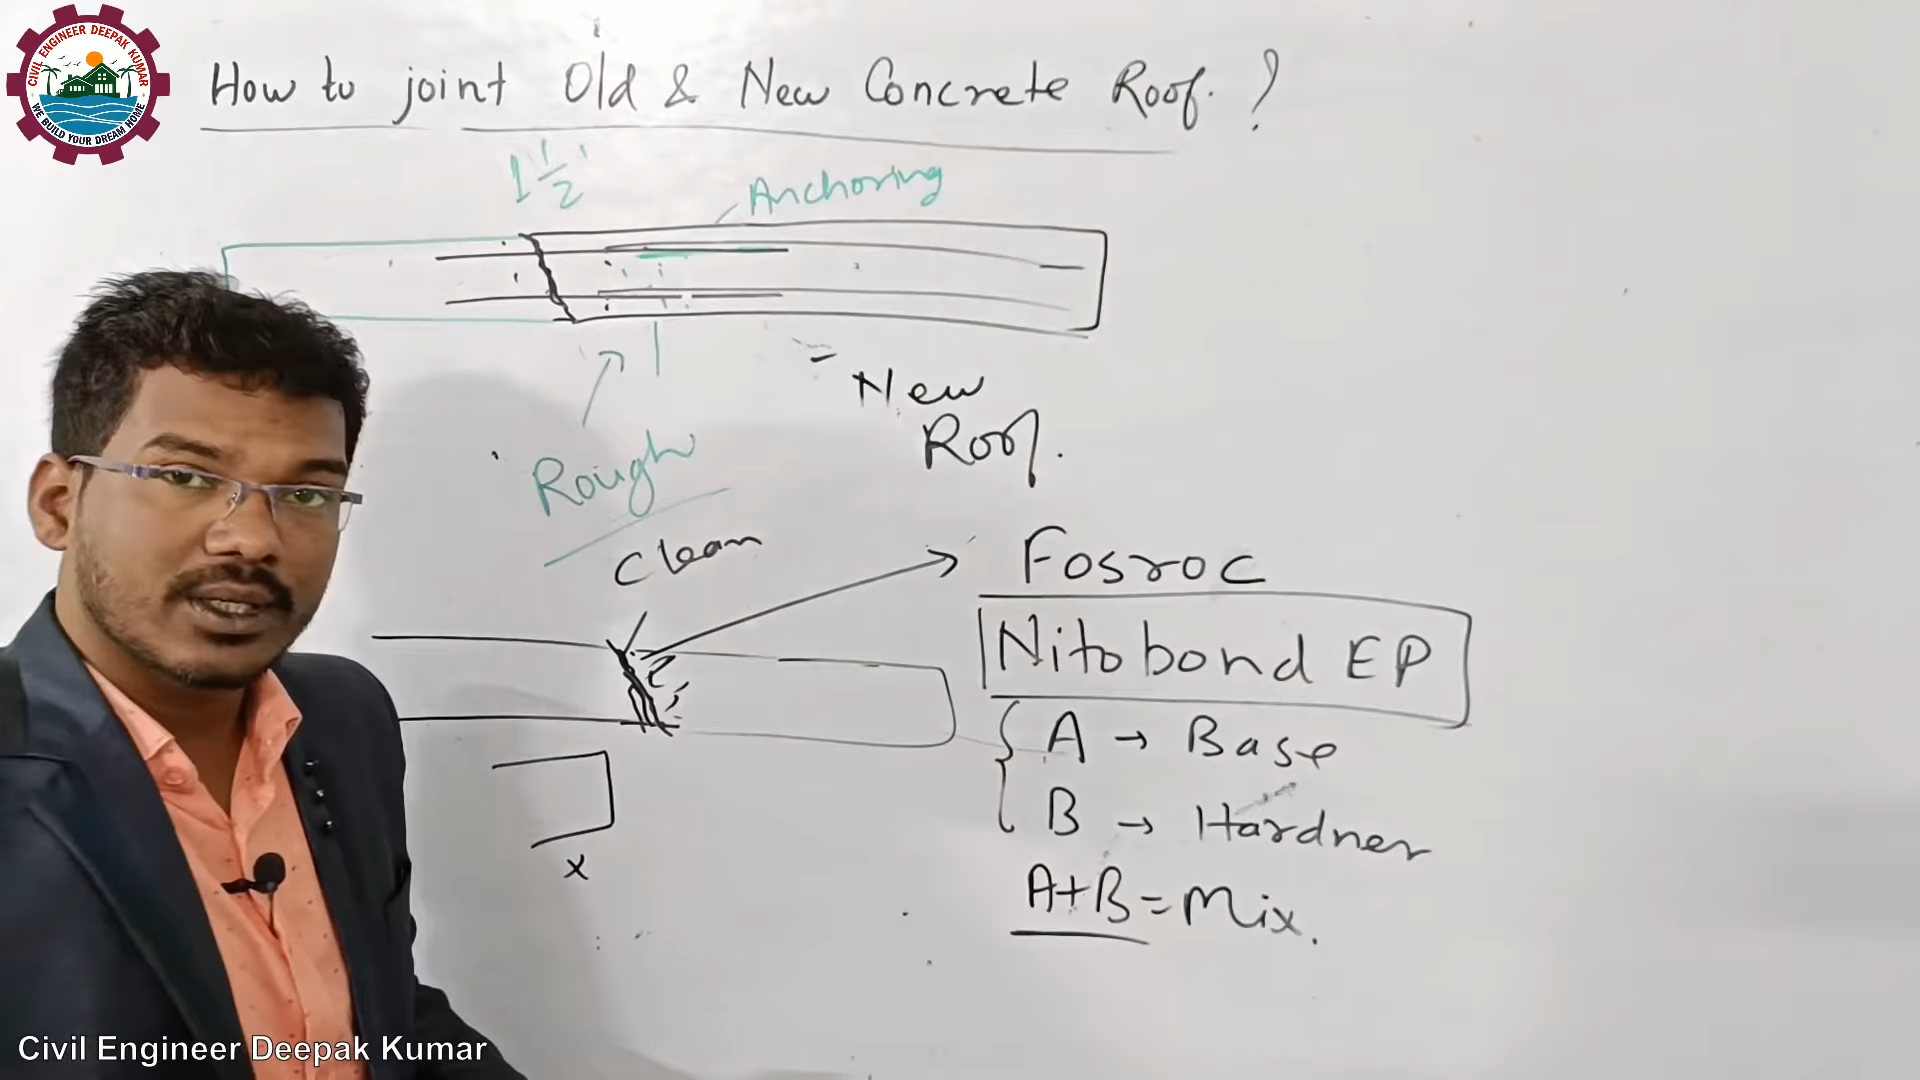 CIVIL ENGINEER DEEPAK KUMAR
WE BUILD YOUR DREAM HOME
How to joint Old & New Concrete Roof. ?
1 1/2'
Anchoring
New
Roof.
Rough
Clean
Fosroc
Nitobond EP
A → Base
B → Hardner
x
A+B = Mix.
Civil Engineer Deepak Kumar